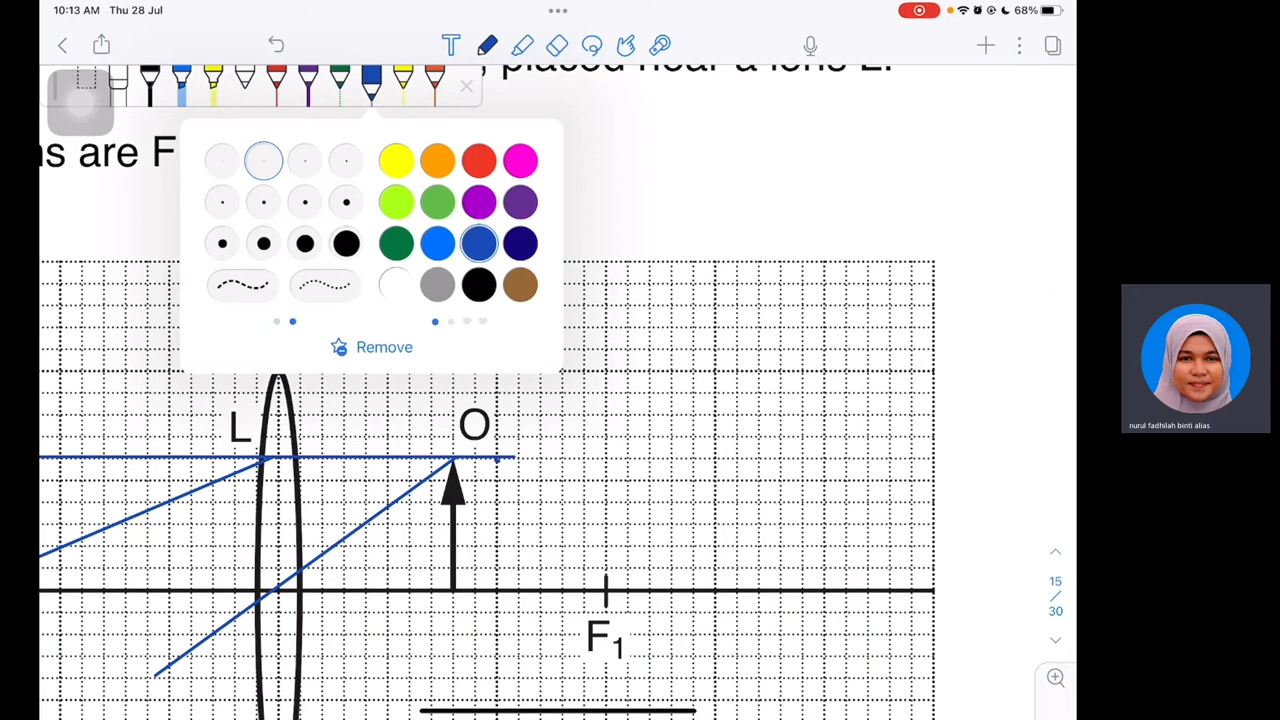 10:13 AM Thu 28 Jul
68%
T
, placed near a lens L.
ns are F
Remove
L
O
F₁
15
/
30
nurul fadhilah binti alias